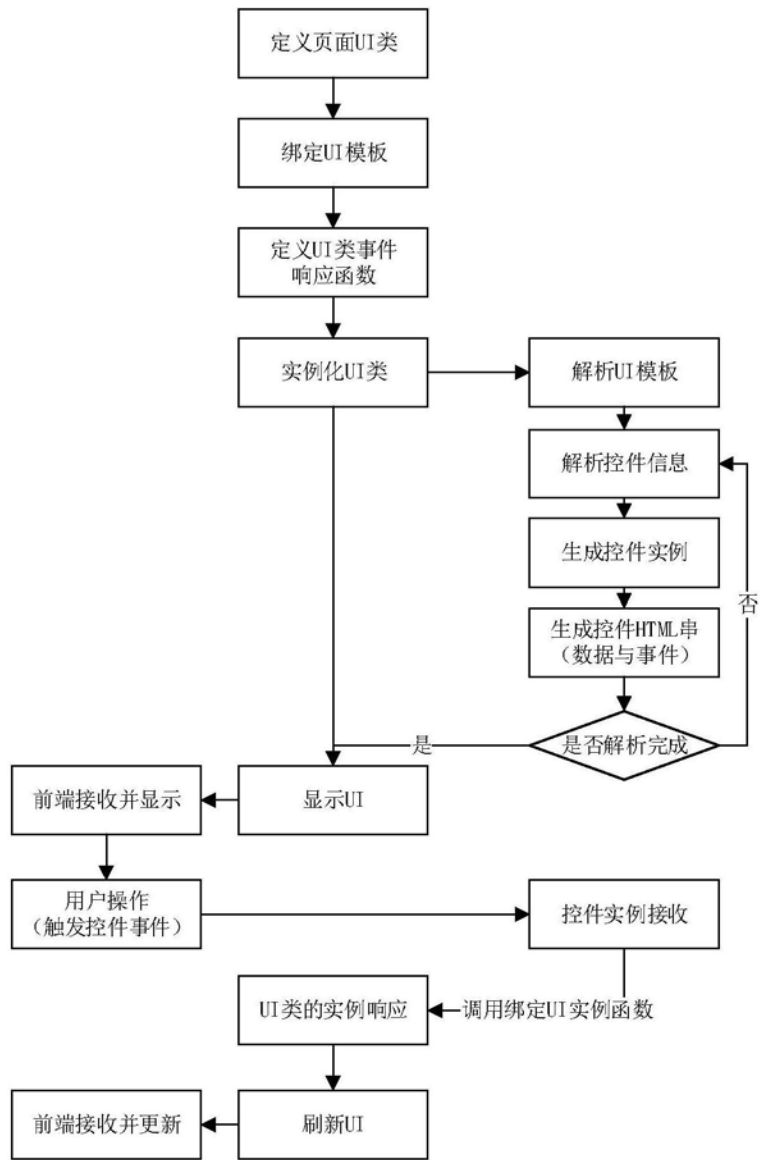 定义页面UI类
绑定UI模板
定义UI类事件
响应函数
实例化UI类
解析UI模板
解析控件信息
生成控件实例
否
生成控件HTML串
（数据与事件）
是
是否解析完成
前端接收并显示
显示UI
用户操作
（触发控件事件）
控件实例接收
UI类的实例响应
调用绑定UI实例函数
前端接收并更新
刷新UI